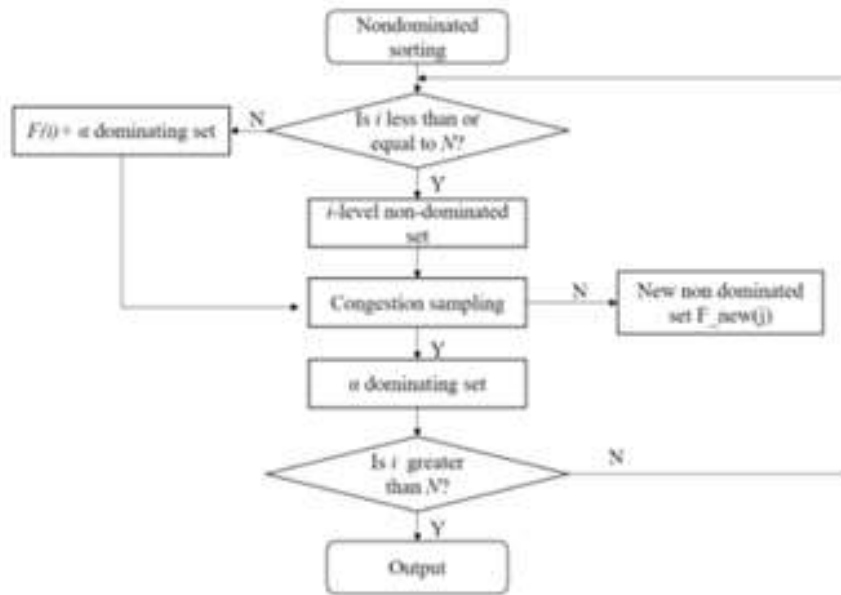 Nondominated
sorting
Is i less than or
equal to N?
N
F(i) + α dominating set
Y
i-level non-dominated
set
Congestion sampling
N
New non dominated
set F_new(j)
Y
α dominating set
Is i greater
than N?
N
Y
Output